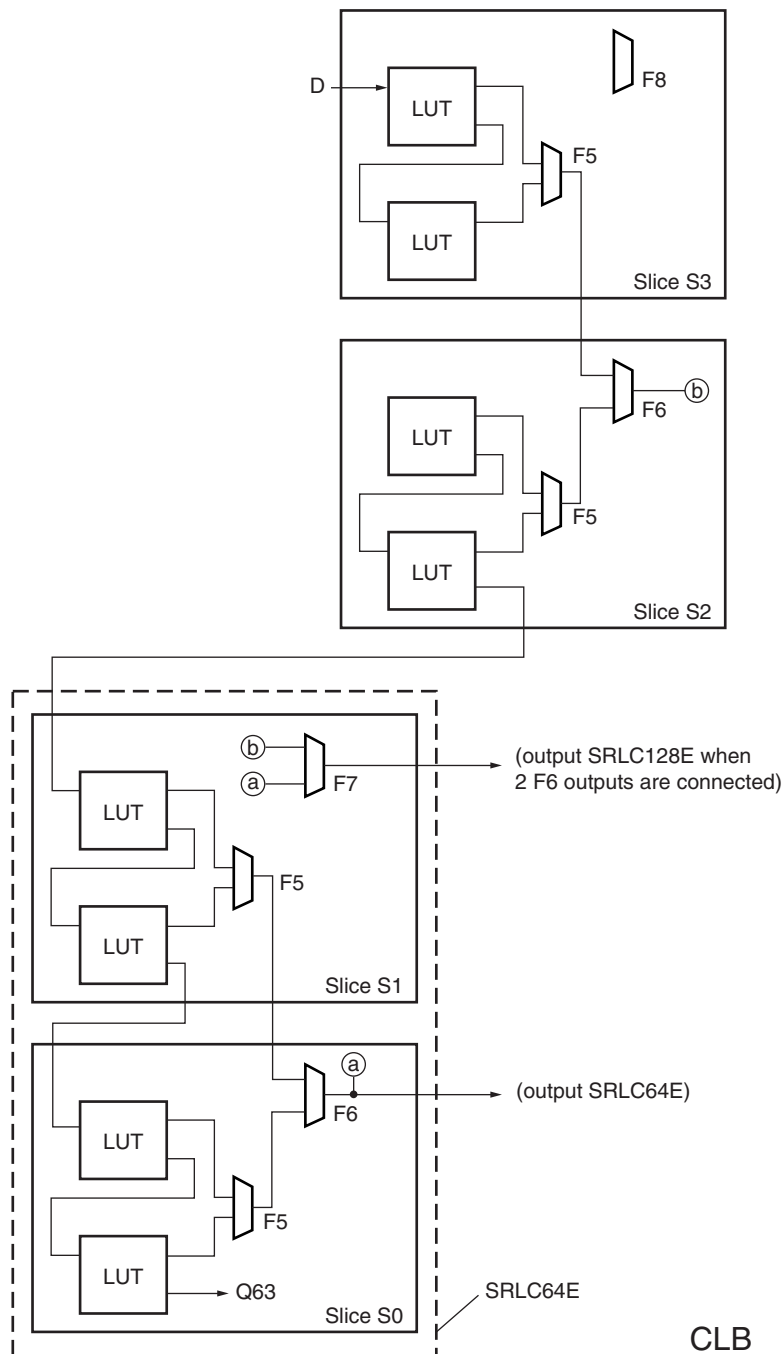 D
LUT
F8
F5
LUT
Slice S3
LUT
F6
b
F5
LUT
Slice S2
b
a
F7
(output SRLC128E when
2 F6 outputs are connected)
LUT
F5
LUT
Slice S1
a
F6
(output SRLC64E)
LUT
F5
LUT
Q63
Slice S0
SRLC64E
CLB